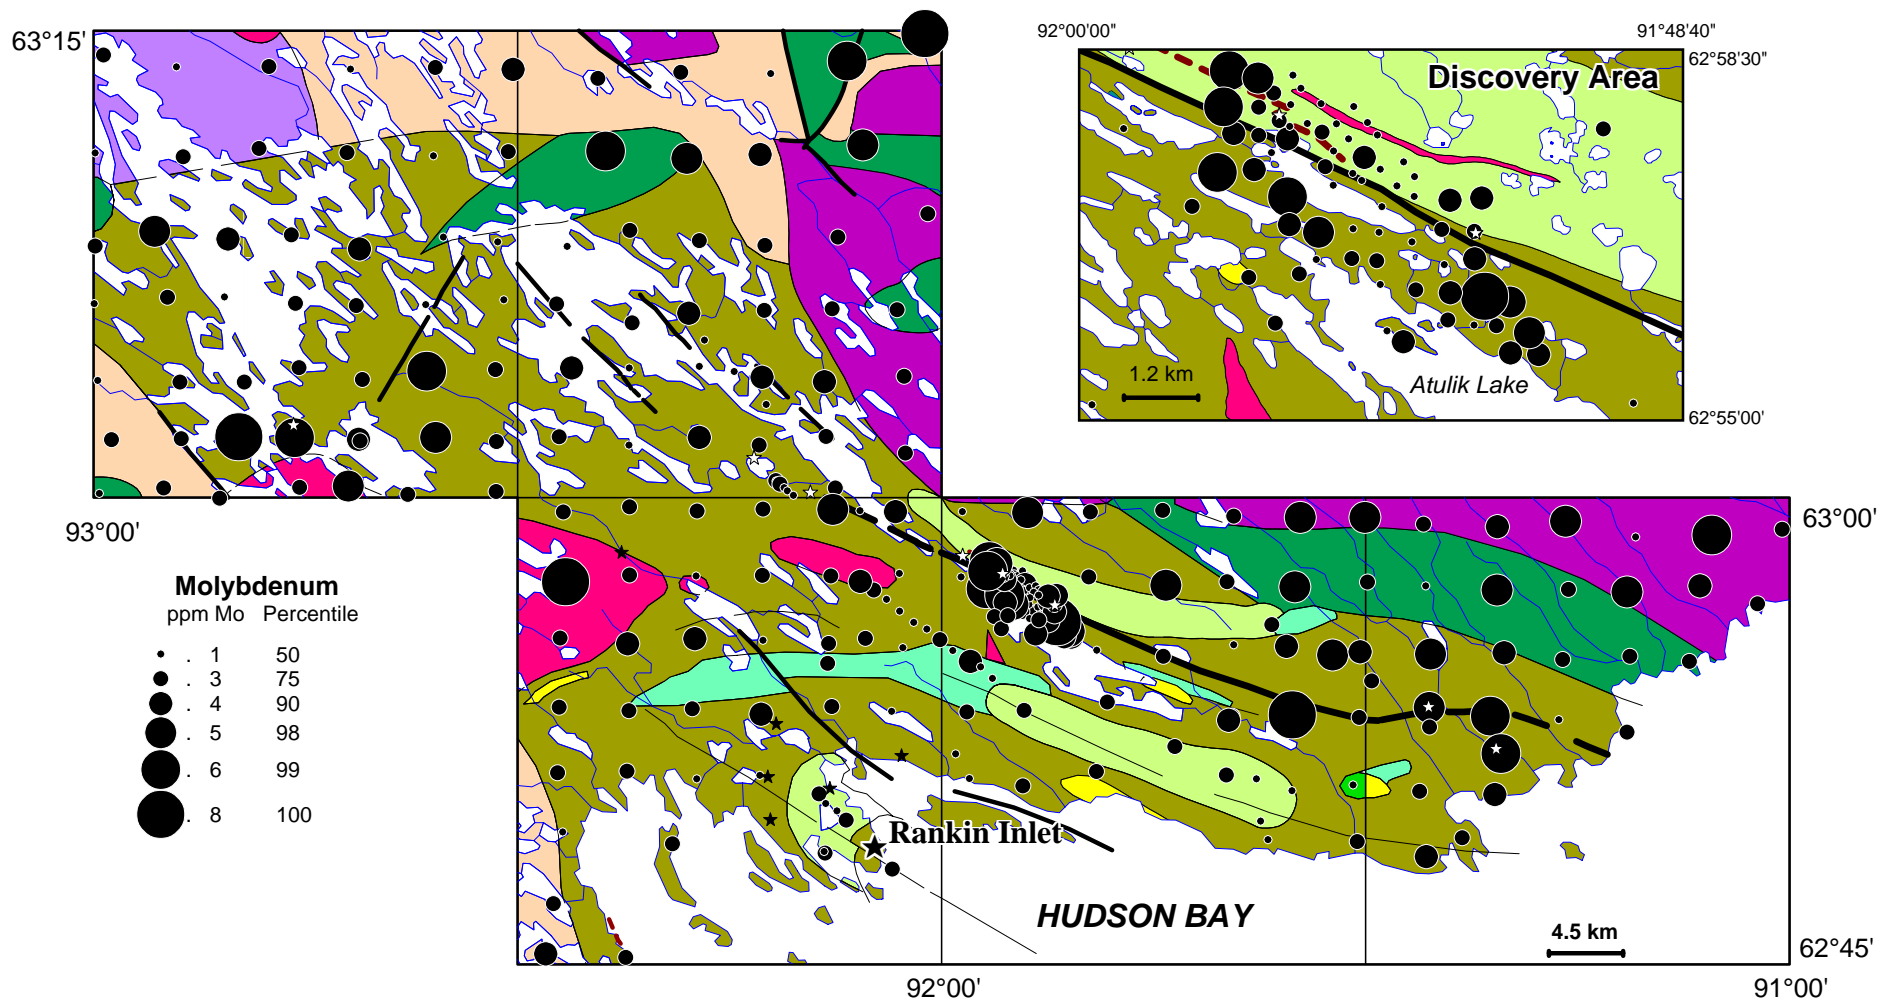 63°15'
92°00'00"
91°48'40"
62°58'30"
Discovery Area
1.2 km
Atulik Lake
62°55'00'
93°00'
63°00'
Molybdenum
ppm Mo Percentile
. 1 50
. 3 75
. 4 90
. 5 98
. 6 99
. 8 100
Rankin Inlet
HUDSON BAY
4.5 km
62°45'
92°00'
91°00'